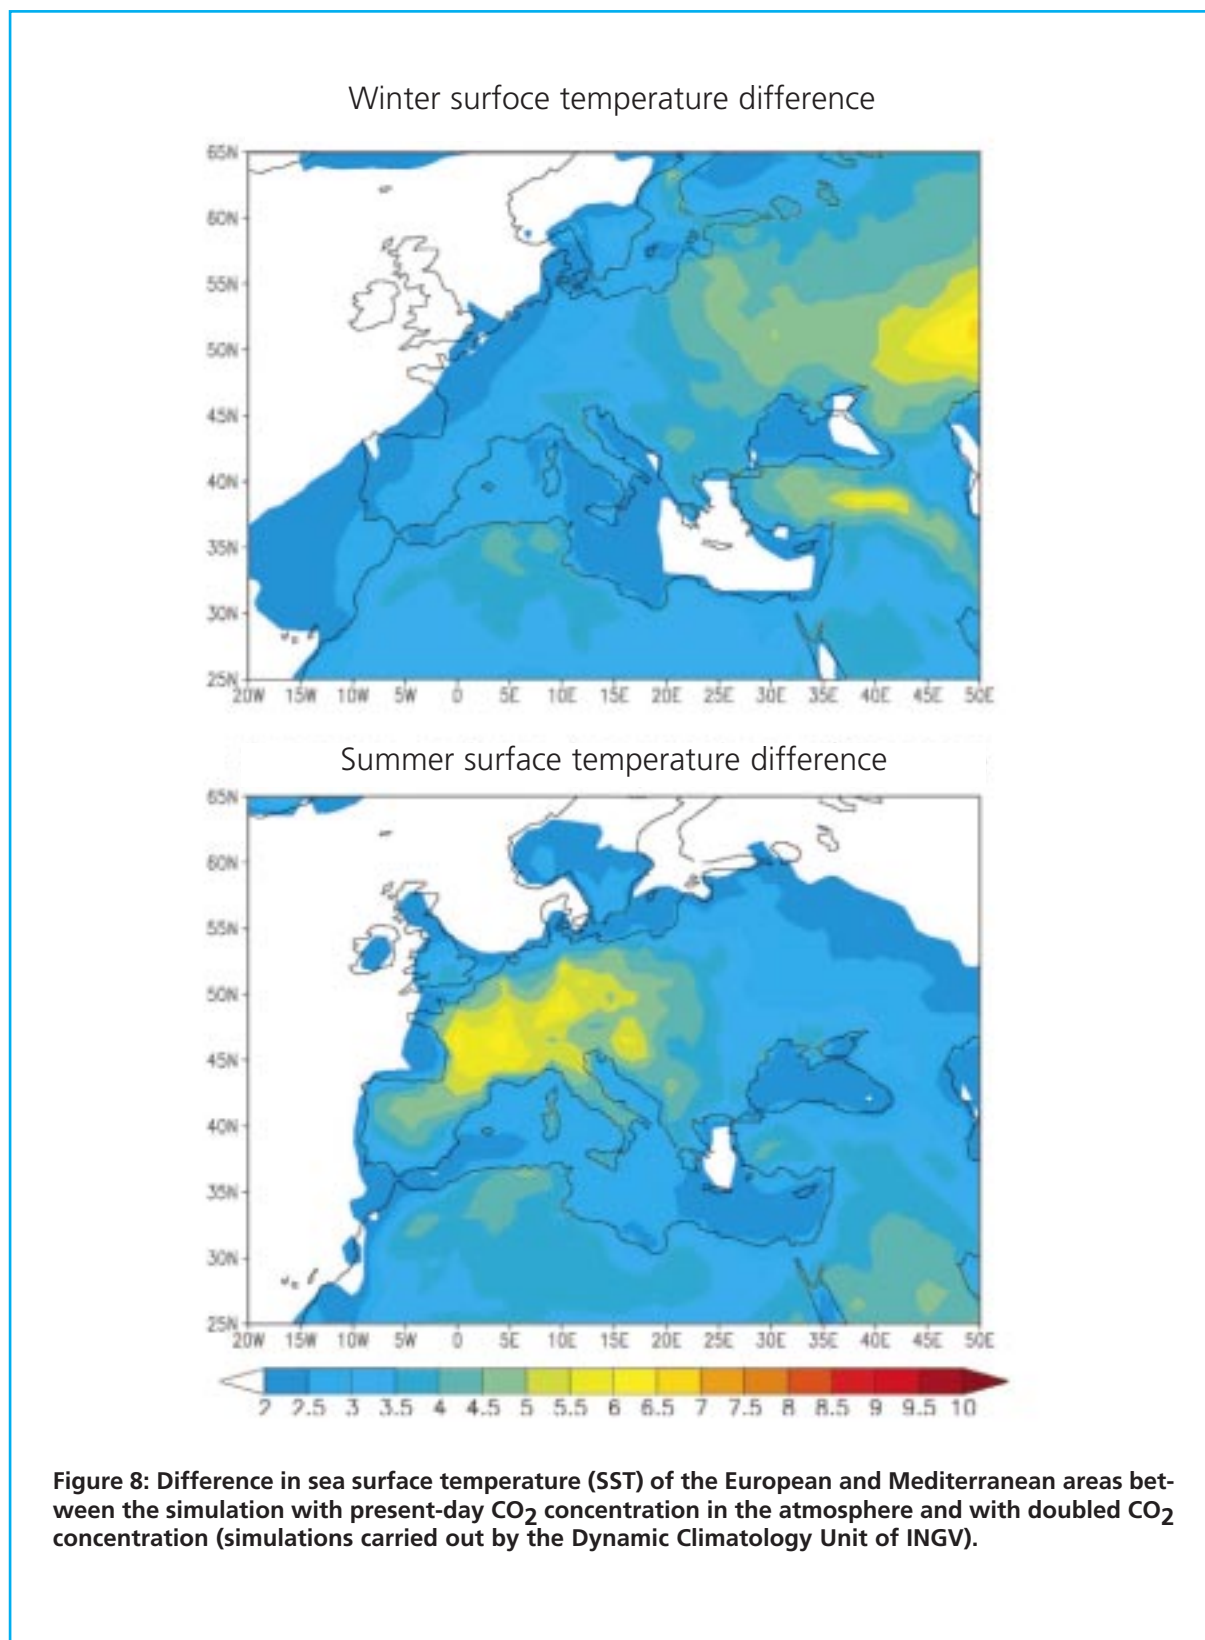 Winter surfoce temperature difference
65N
60N
55N
50N
45N
40N
35N
30N
25N
20W 15W 10W 5W 0 5E 10E 15E 20E 25E 30E 35E 40E 45E 50E
Summer surface temperature difference
65N
60N
55N
50N
45N
40N
35N
30N
25N
20W 15W 10W 5W 0 5E 10E 15E 20E 25E 30E 35E 40E 45E 50E
2 2.5 3 3.5 4 4.5 5 5.5 6 6.5 7 7.5 8 8.5 9 9.5 10
Figure 8: Difference in sea surface temperature (SST) of the European and Mediterranean areas bet-
ween the simulation with present-day CO2 concentration in the atmosphere and with doubled CO2
concentration (simulations carried out by the Dynamic Climatology Unit of INGV).